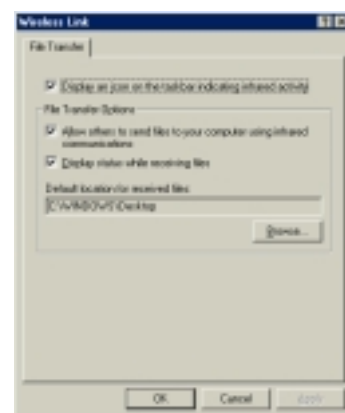 Wireless Link
File Transfer
Display an icon on the taskbar indicating infrared activity
File Transfer Options
Allow others to send files to your computer using infrared
communications
Display status while receiving files
Default location for received files:
C:\WINDOWS\Desktop
Browse...
OK Cancel Apply